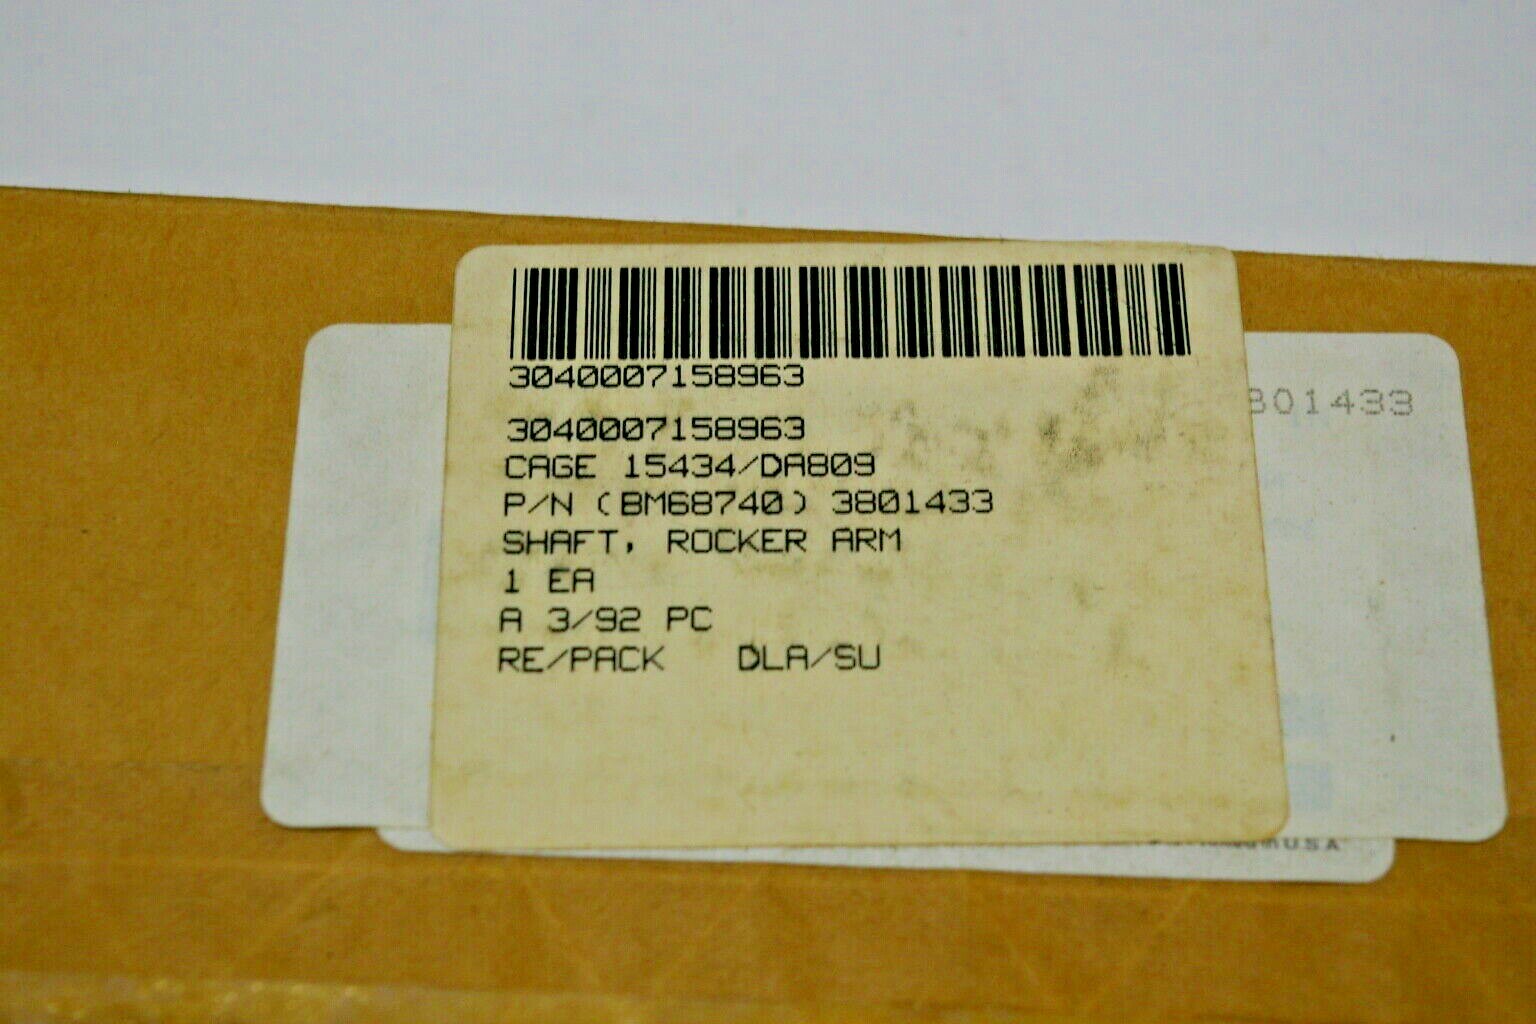 3040007158963
3040007158963
CAGE 15434/DA809
P/N (BM68740) 3801433
SHAFT, ROCKER ARM
1 EA
A 3/92 PC
RE/PACK DLA/SU
801433
in U.S.A